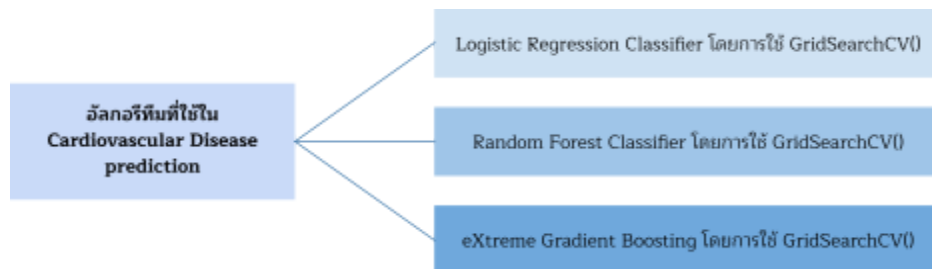 Logistic Regression Classifier โดยการใช้ GridSearchCV()
อัลกอรีทึมที่ใช้ใน
Cardiovascular Disease
prediction
Random Forest Classifier โดยการใช้ GridSearchCV()
eXtreme Gradient Boosting โดยการใช้ GridSearchCV()